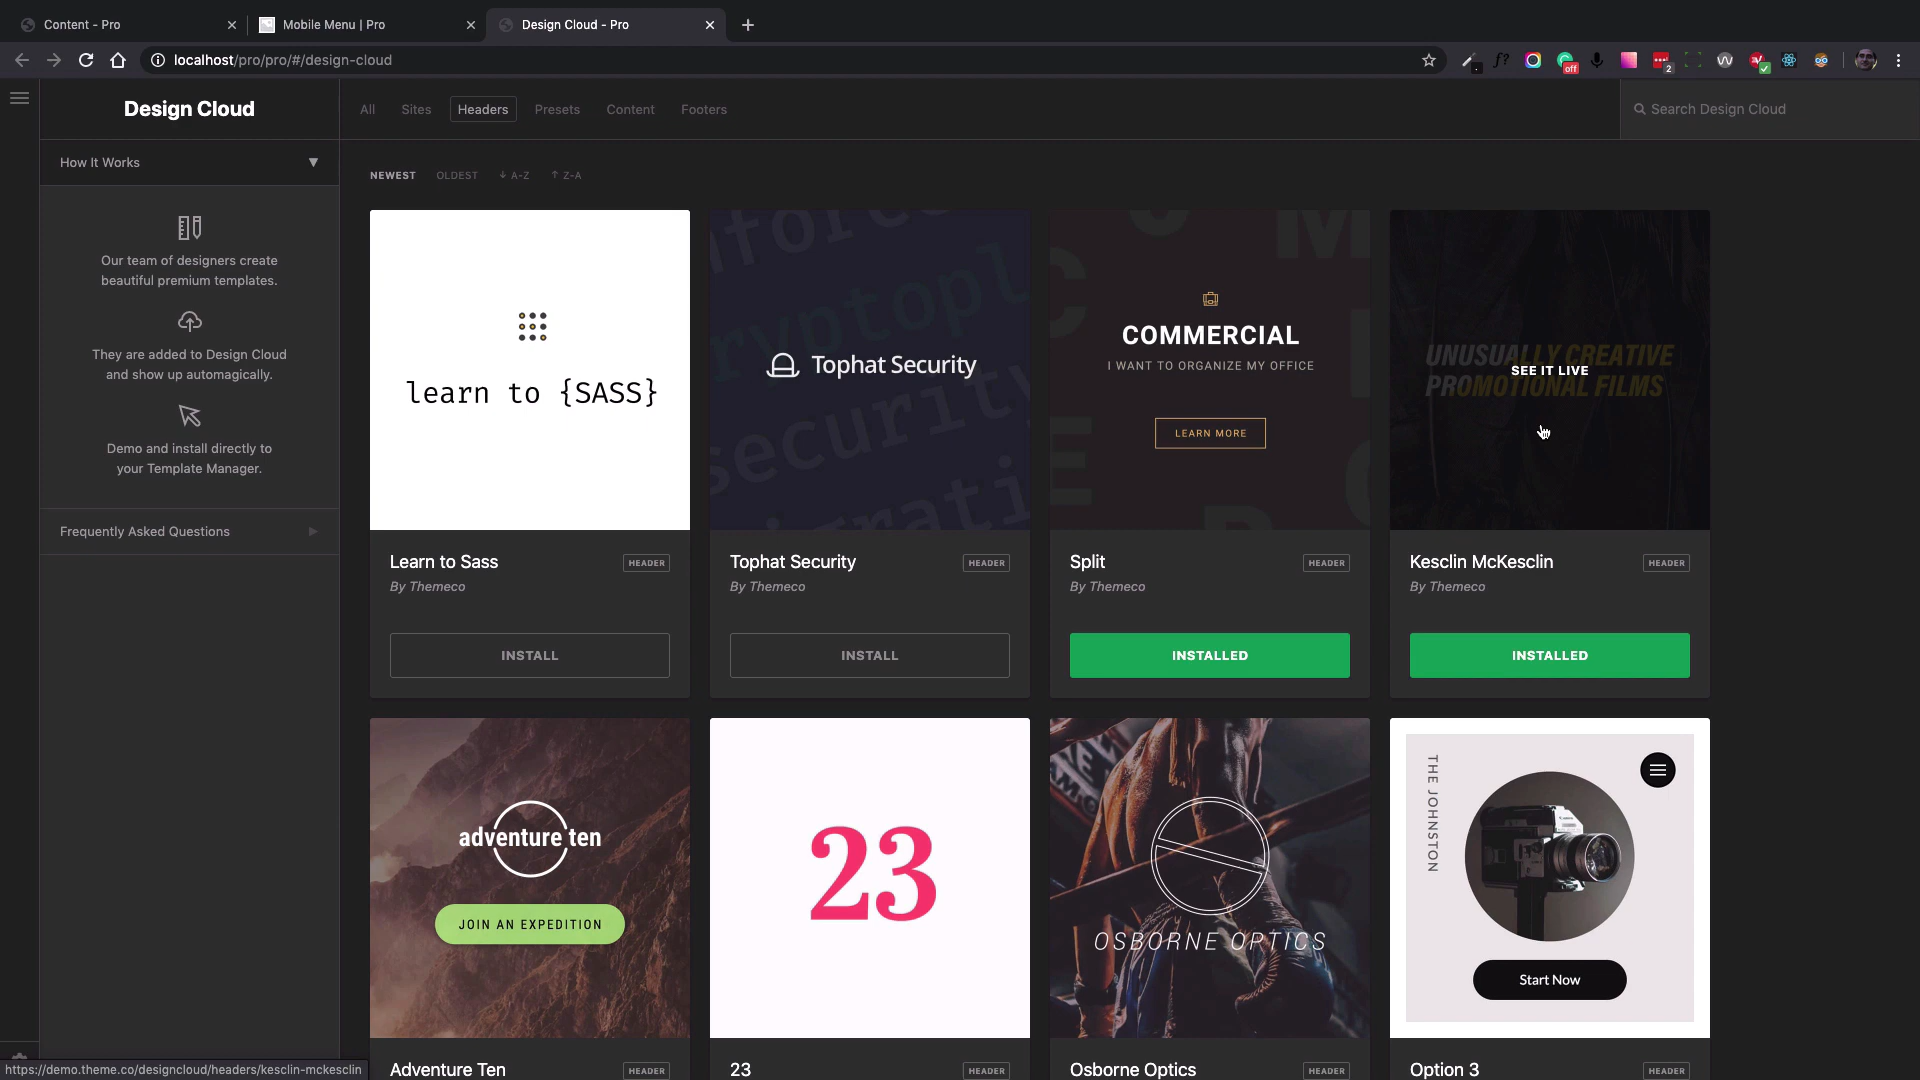 Content - Pro
Mobile Menu | Pro
Design Cloud - Pro
localhost/pro/pro/#/design-cloud
off
2
Design Cloud
All
Sites
Headers
Presets
Content
Footers
Search Design Cloud
How It Works
Our team of designers create
beautiful premium templates.
They are added to Design Cloud
and show up automagically.
Demo and install directly to
your Template Manager.
Frequently Asked Questions
NEWEST
OLDEST
A-Z
Z-A
learn to {SASS}
Learn to Sass
HEADER
By Themeco
INSTALL
Tophat Security
Tophat Security
HEADER
By Themeco
INSTALL
COMMERCIAL
I WANT TO ORGANIZE MY OFFICE
LEARN MORE
Split
HEADER
By Themeco
INSTALLED
UNUSUALLY CREATIVE
SEE IT LIVE
PROMOTIONAL FILMS
Kesclin McKesclin
HEADER
By Themeco
INSTALLED
adventure ten
JOIN AN EXPEDITION
Adventure Ten
HEADER
23
23
HEADER
OSBORNE OPTICS
Osborne Optics
HEADER
THE JOHNSTON
Start Now
Option 3
HEADER
https://demo.theme.co/designcloud/headers/kesclin-mckesclin